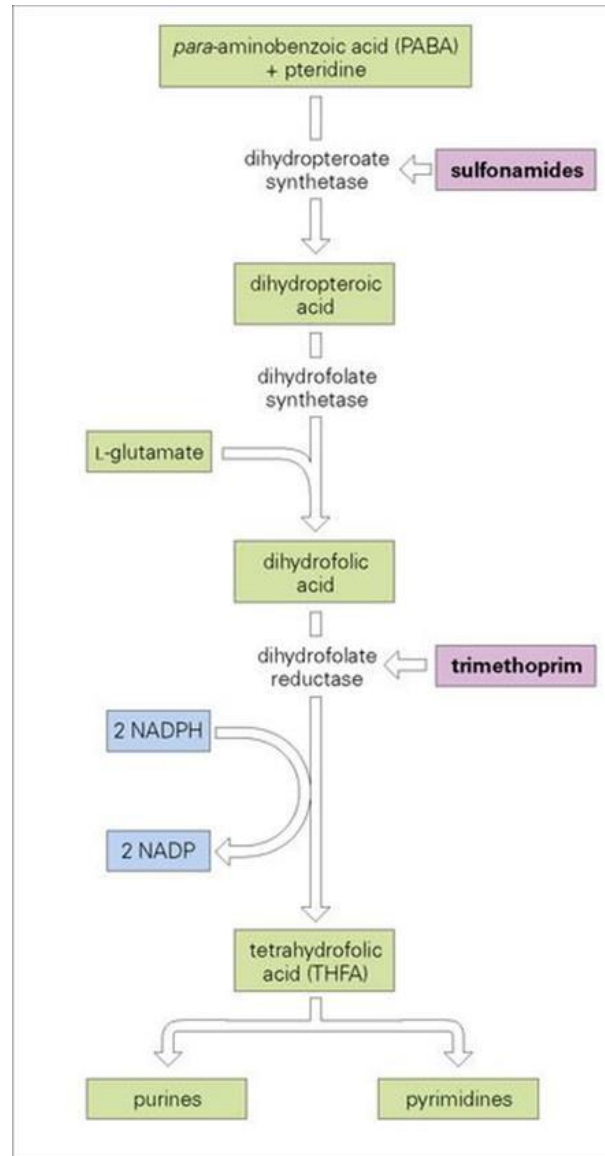 para-aminobenzoic acid (PABA)
+ pteridine
dihydropteroate
synthetase
sulfonamides
dihydropteroic
acid
dihydrofolate
synthetase
L-glutamate
dihydrofolic
acid
dihydrofolate
reductase
trimethoprim
2 NADPH
2 NADP
tetrahydrofolic
acid (THFA)
purines
pyrimidines